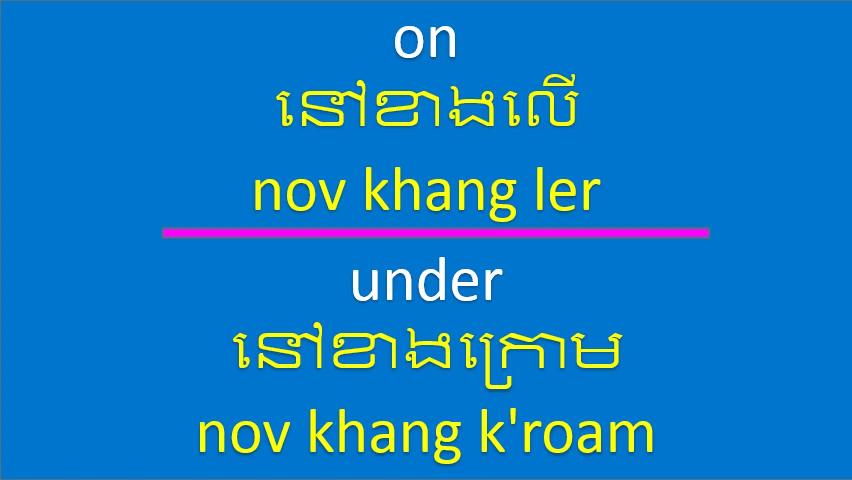 on
នៅខាងលើ
nov khang ler
under
នៅខាងក្រោម
nov khang k'roam